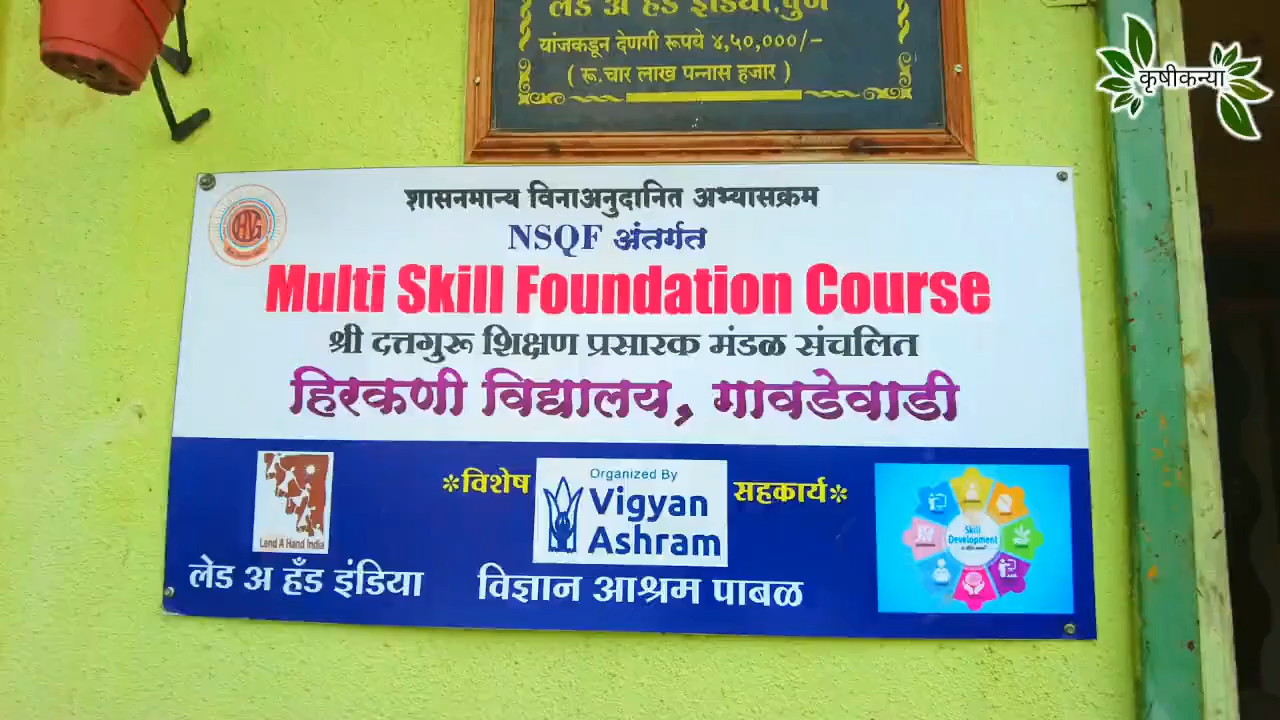 लेंड अ हँड इंडिया, पुणे
यांजकडून देणगी रूपये ४,५०,०००/-
( रू.चार लाख पन्नास हजार )
कृषीकन्या
शासनमान्य विनाअनुदानित अभ्यासक्रम
NSQF अंतर्गत
Multi Skill Foundation Course
श्री दत्तगुरू शिक्षण प्रसारक मंडळ संचलित
हिरकणी विद्यालय, गावडेवाडी
*विशेष
Organized By
Vigyan
Ashram
सहकार्य*
Lend A Hand India
लेंड अ हँड इंडिया
विज्ञान आश्रम पाबळ
Skill
Development